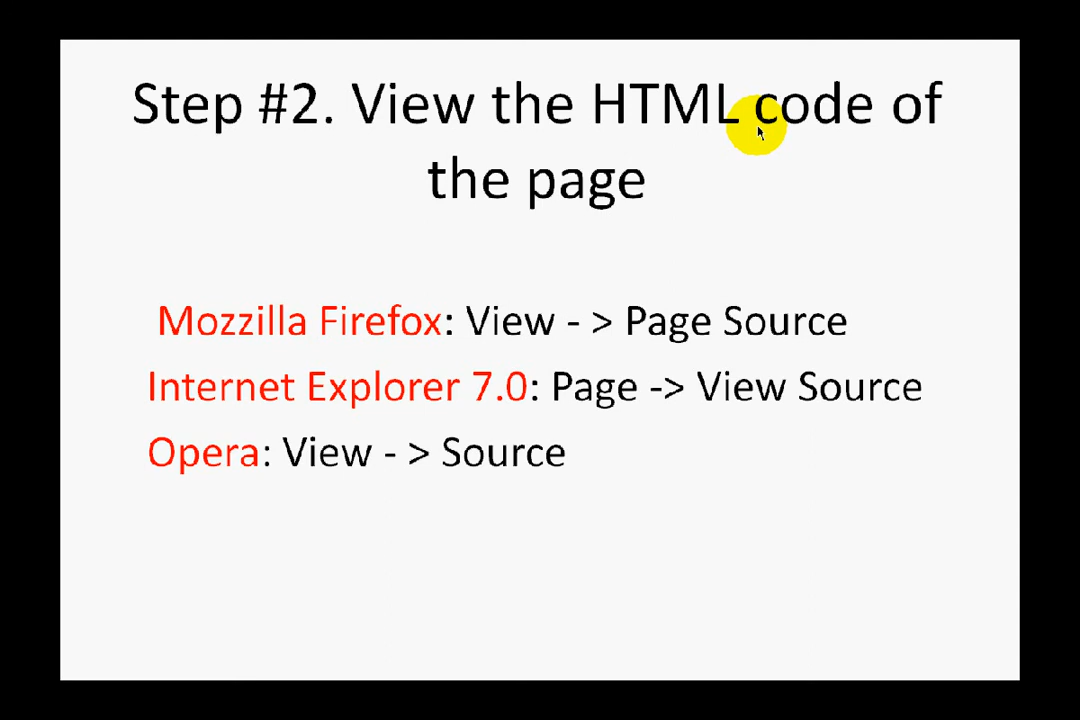 Step #2. View the HTML code of
the page
Mozzilla Firefox: View - > Page Source
Internet Explorer 7.0: Page -> View Source
Opera: View - > Source